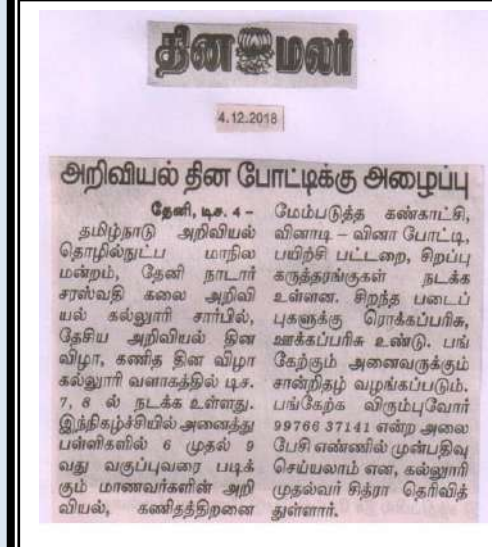 தின மலர்
4.12.2018
அறிவியல் தின போட்டிக்கு அழைப்பு
தேனி, டிச. 4 –
தமிழ்நாடு அறிவியல்
தொழில்நுட்ப மாநில
மன்றம், தேனி நாடார்
சரஸ்வதி கலை அறிவி
யல் கல்லூரி சார்பில்,
தேசிய அறிவியல் தின
விழா, கணித தின விழா
கல்லூரி வளாகத்தில் டிச.
7, 8 ல் நடக்க உள்ளது.
இந்நிகழ்ச்சியில் அனைத்து
பள்ளிகளில் 6 முதல் 9
வது வகுப்புவரை படிக்
கும் மாணவர்களின் அறி
வியல், கணிதத்திறனை
மேம்படுத்த கண்காட்சி,
வினாடி – வினா போட்டி,
பயிற்சி பட்டறை, சிறப்பு
கருத்தரங்குகள் நடக்க
உள்ளன. சிறந்த படைப்
புகளுக்கு ரொக்கப்பரிசு,
ஊக்கப்பரிசு உண்டு. பங்
கேற்கும் அனைவருக்கும்
சான்றிதழ் வழங்கப்படும்.
பங்கேற்க விரும்புவோர்
99766 37141 என்ற அலை
பேசி எண்ணில் முன்பதிவு
செய்யலாம் என, கல்லூரி
முதல்வர் சித்ரா தெரிவித்
துள்ளார்.